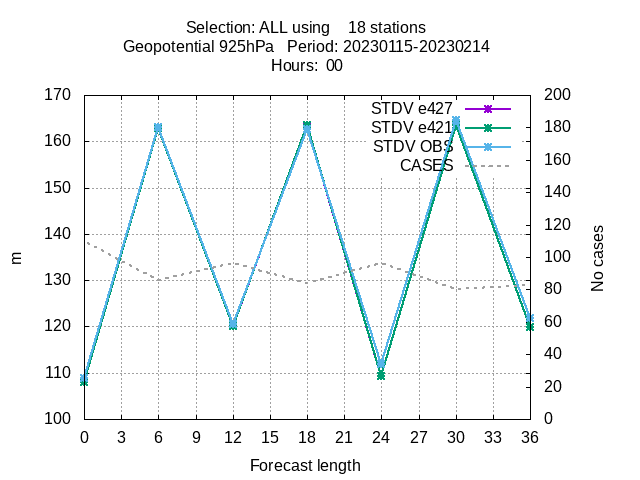 Selection: ALL using 18 stations
Geopotential 925hPa Period: 20230115-20230214
Hours: 00
170
160
150
140
130
120
110
100
200
180
160
140
120
100
80
60
40
20
0
STDV e427
STDV e421
STDV OBS
CASES
m
No cases
0 3 6 9 12 15 18 21 24 27 30 33 36
Forecast length